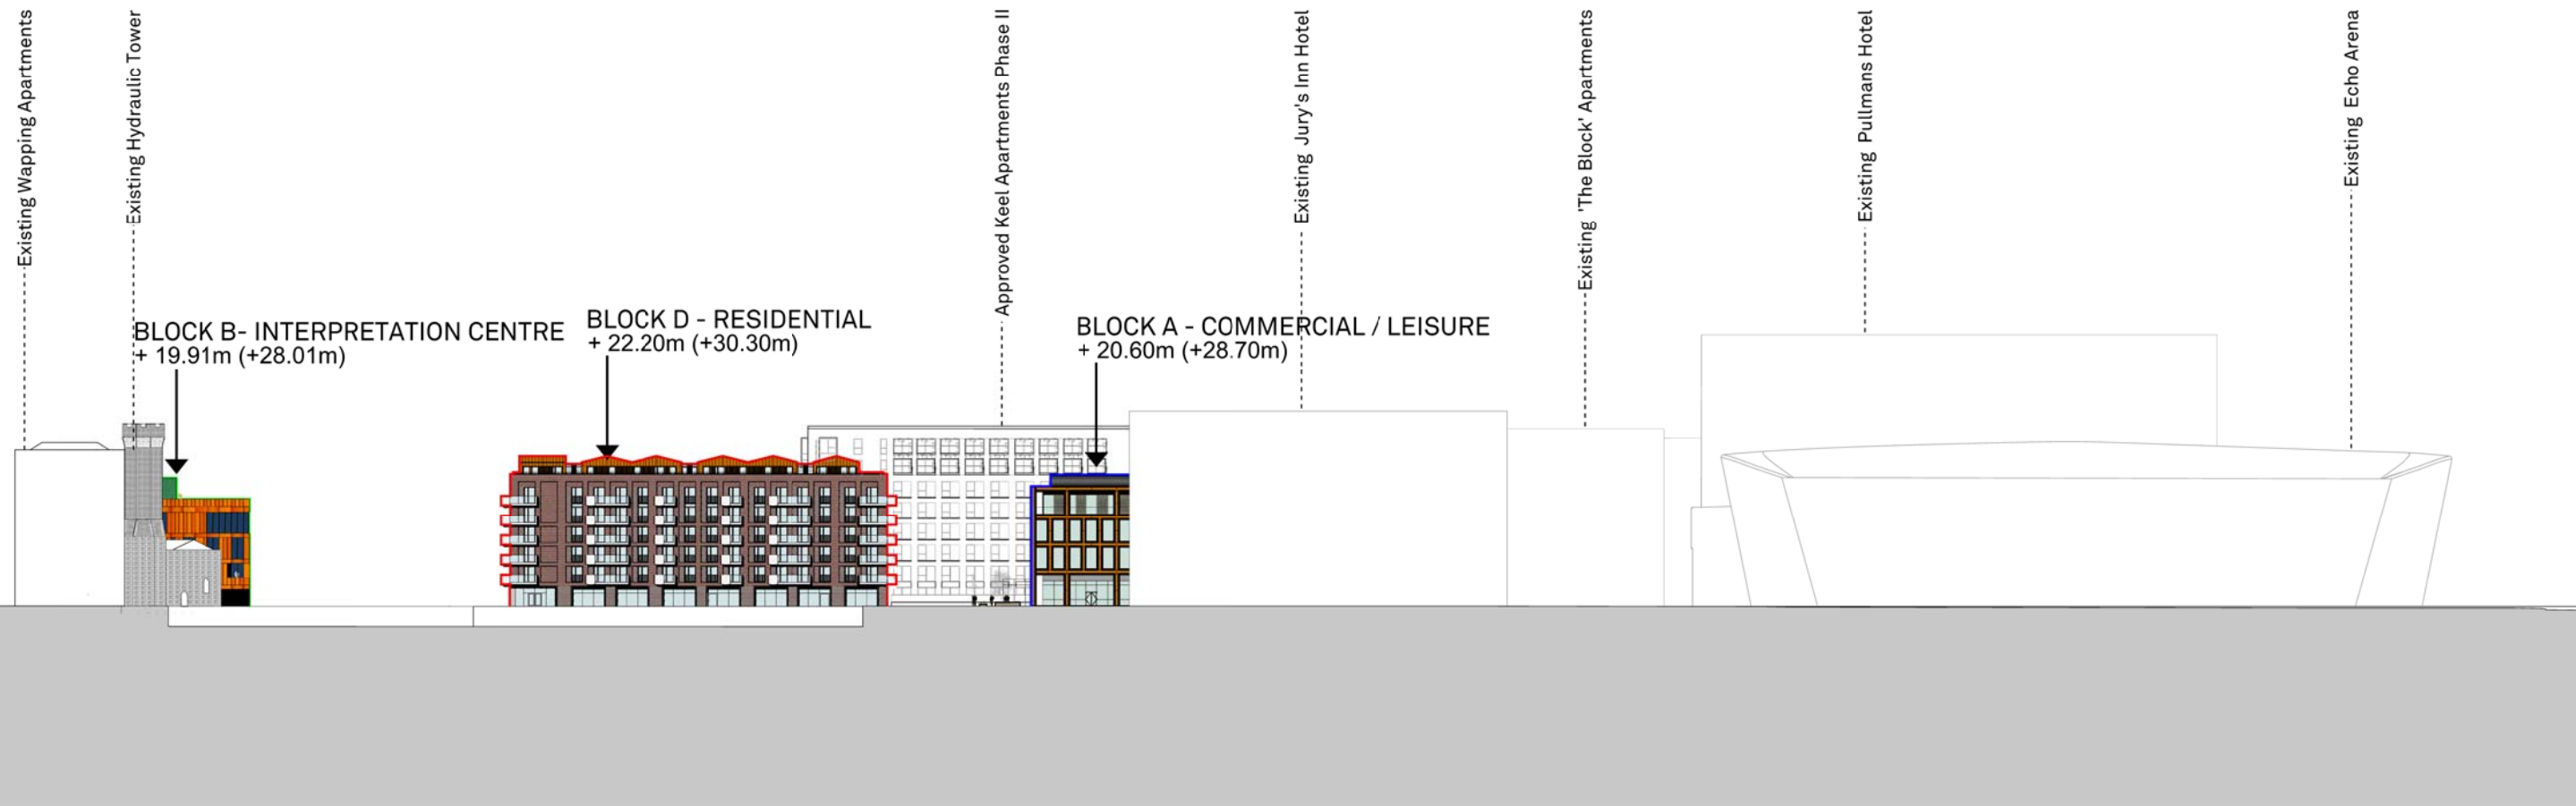 Existing Wapping Apartments
Existing Hydraulic Tower
Approved Keel Apartments Phase II
Existing Jury's Inn Hotel
Existing 'The Block' Apartments
Existing Pullmans Hotel
Existing Echo Arena
BLOCK B- INTERPRETATION CENTRE
+ 19.91m (+28.01m)
BLOCK D - RESIDENTIAL
+ 22.20m (+30.30m)
BLOCK A - COMMERCIAL / LEISURE
+ 20.60m (+28.70m)